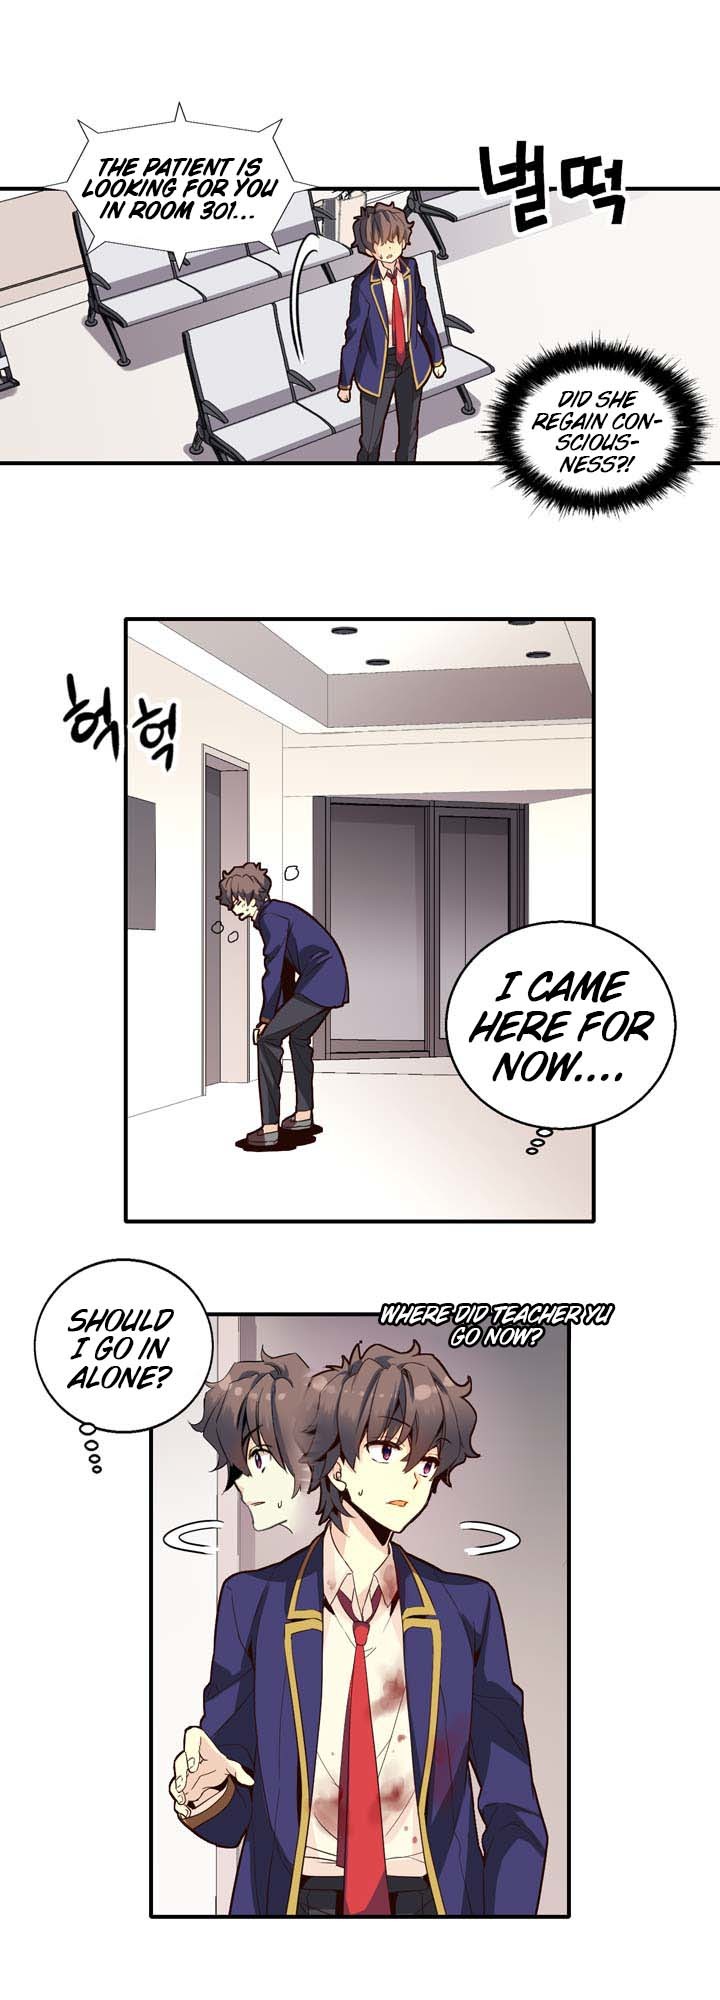 THE PATIENT IS
LOOKING FOR YOU
IN ROOM 301...
널떡
DID SHE
REGAIN CON-
SCIOUS-
NESS?!
헉 헉
I CAME
HERE FOR
NOW....
SHOULD
I GO IN
ALONE?
WHERE DID TEACHER YU
GO NOW?